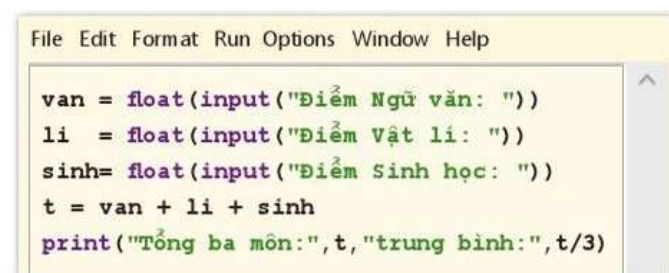 File Edit Format Run Options Window Help
van = float(input("Điểm Ngữ văn: "))
li  = float(input("Điểm Vật lí: "))
sinh= float(input("Điểm Sinh học: "))
t = van + li + sinh
print("Tổng ba môn:",t,"trung bình:",t/3)